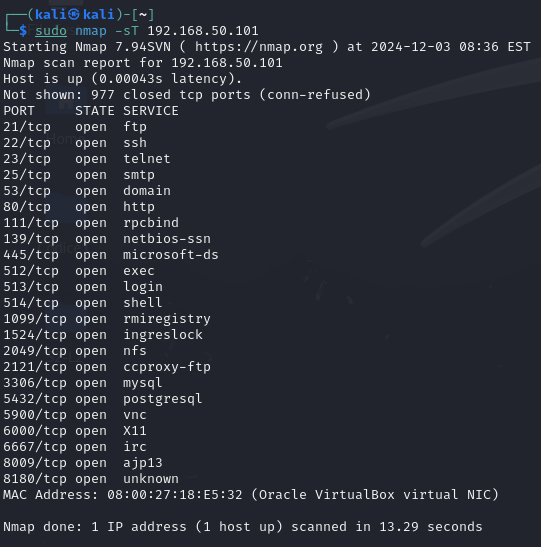 ┌──(kali㉿kali)-[~]
└─$ sudo nmap -sT 192.168.50.101
Starting Nmap 7.94SVN ( https://nmap.org ) at 2024-12-03 08:36 EST
Nmap scan report for 192.168.50.101
Host is up (0.00043s latency).
Not shown: 977 closed tcp ports (conn-refused)
PORT     STATE SERVICE
21/tcp   open  ftp
22/tcp   open  ssh
23/tcp   open  telnet
25/tcp   open  smtp
53/tcp   open  domain
80/tcp   open  http
111/tcp  open  rpcbind
139/tcp  open  netbios-ssn
445/tcp  open  microsoft-ds
512/tcp  open  exec
513/tcp  open  login
514/tcp  open  shell
1099/tcp open  rmiregistry
1524/tcp open  ingreslock
2049/tcp open  nfs
2121/tcp open  ccproxy-ftp
3306/tcp open  mysql
5432/tcp open  postgresql
5900/tcp open  vnc
6000/tcp open  X11
6667/tcp open  irc
8009/tcp open  ajp13
8180/tcp open  unknown
MAC Address: 08:00:27:18:E5:32 (Oracle VirtualBox virtual NIC)
Nmap done: 1 IP address (1 host up) scanned in 13.29 seconds